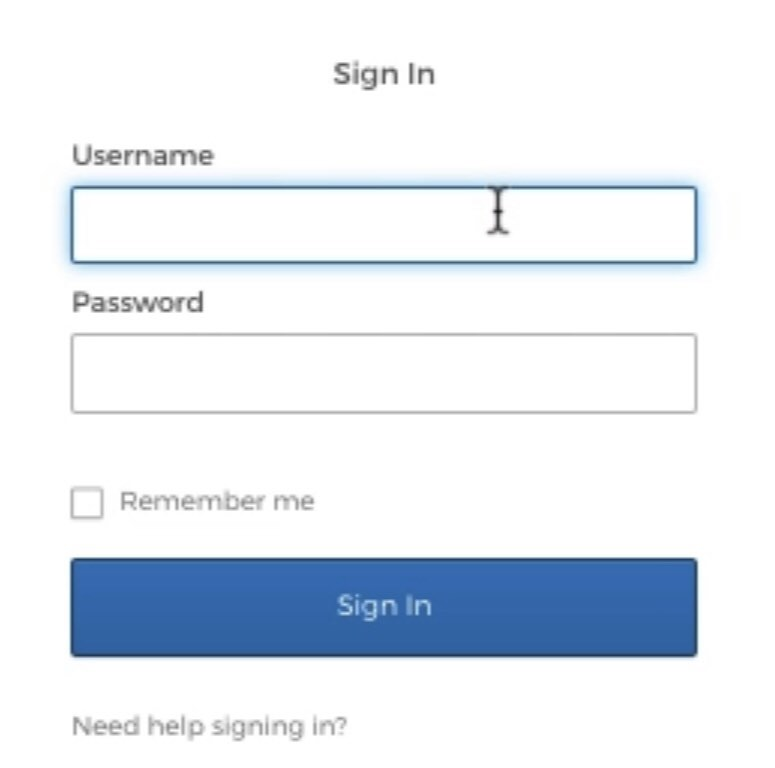 Sign In
Username
Password
Remember me
Sign In
Need help signing in?